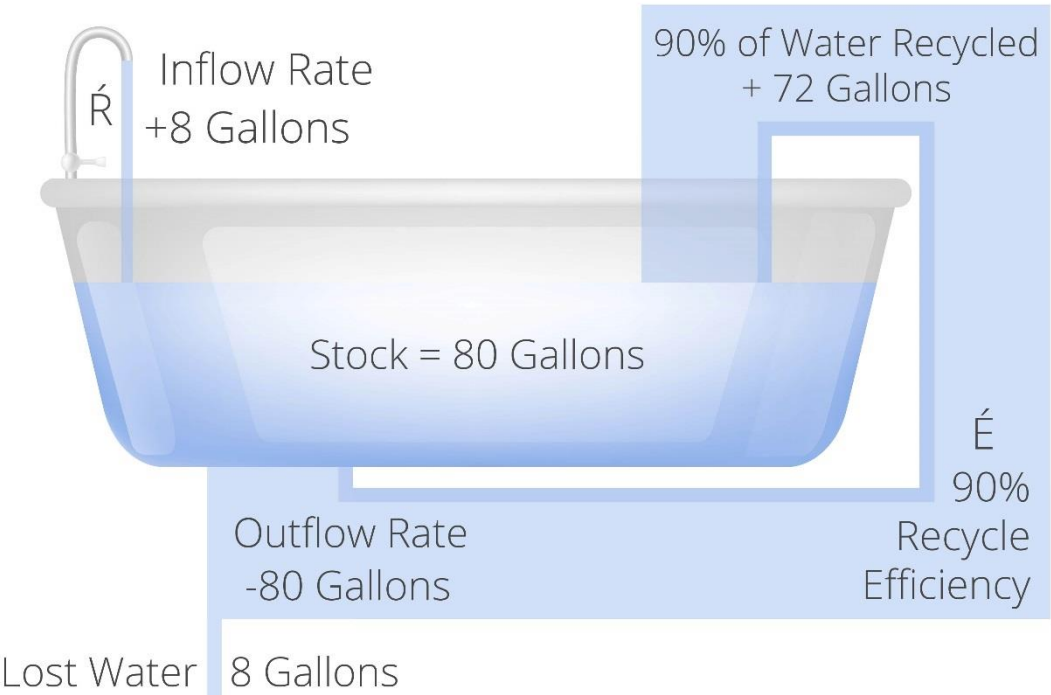 90% of Water Recycled
+ 72 Gallons
Inflow Rate
+8 Gallons
Ŕ
Stock = 80 Gallons
É
90%
Recycle
Efficiency
Outflow Rate
-80 Gallons
Lost Water 8 Gallons